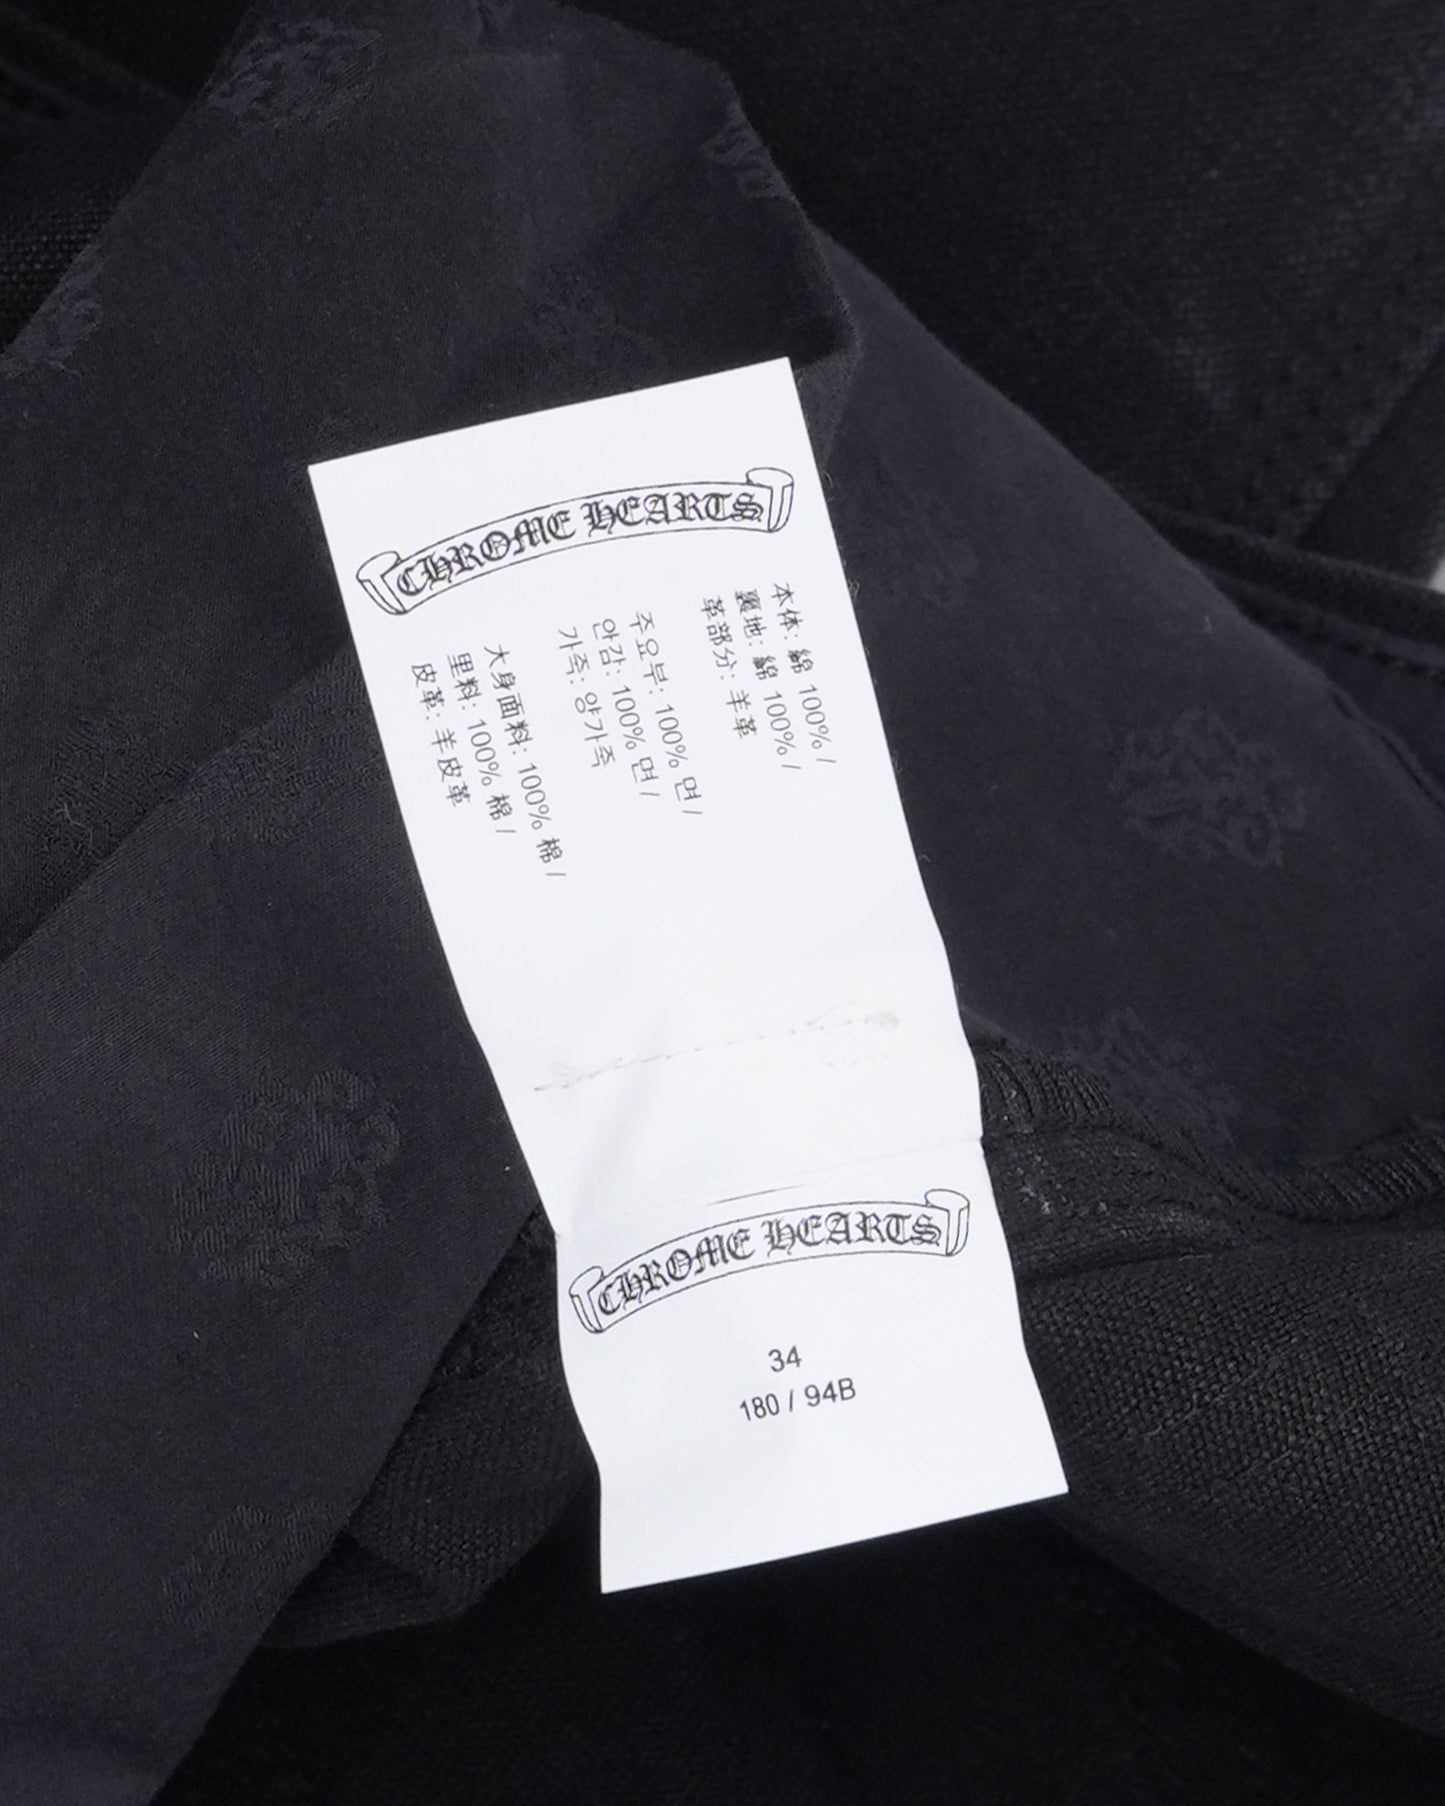 CHROME HEARTS
本体: 綿 100% /
裏地: 綿 100% /
革部分: 羊革
주요부: 100% 면 /
안감: 100% 면 /
가죽: 양가죽
大身面料: 100% 棉 /
里料: 100% 棉 /
皮革: 羊皮革
CHROME HEARTS
34
180 / 94B